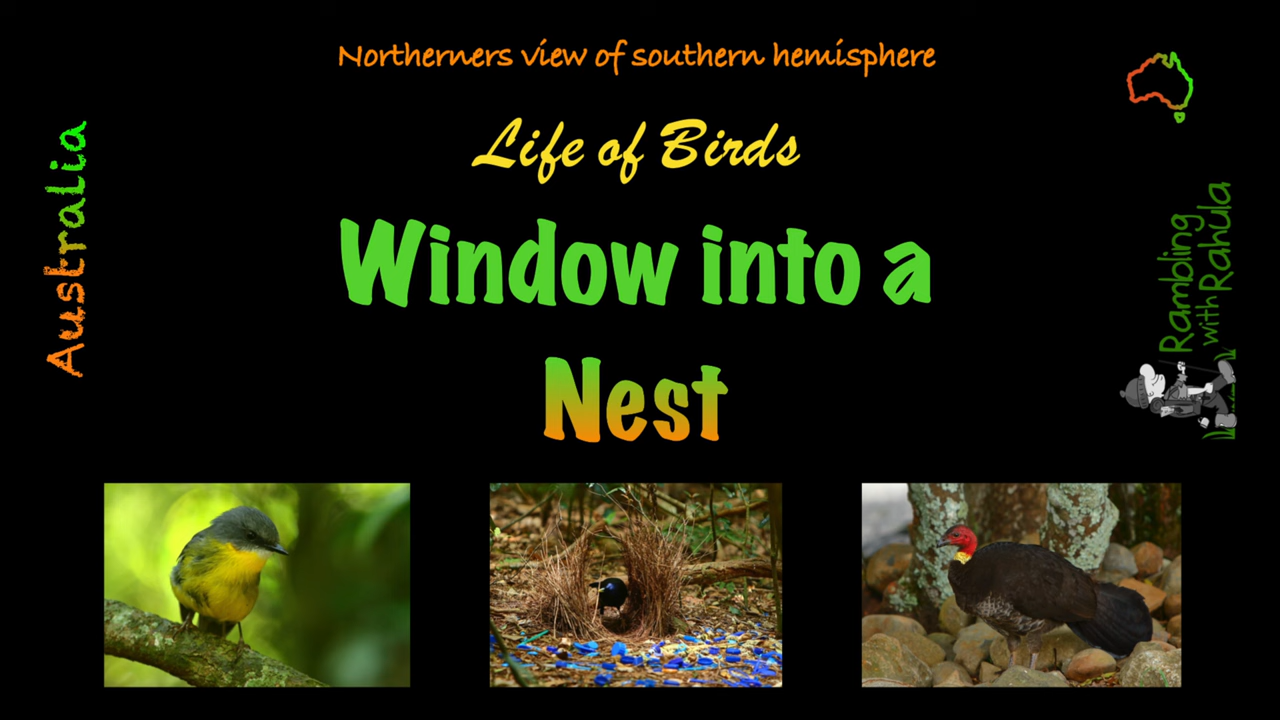 Northerners view of southern hemisphere
Life of Birds
Australia
Window into a
Nest
Rambling
with Rahula